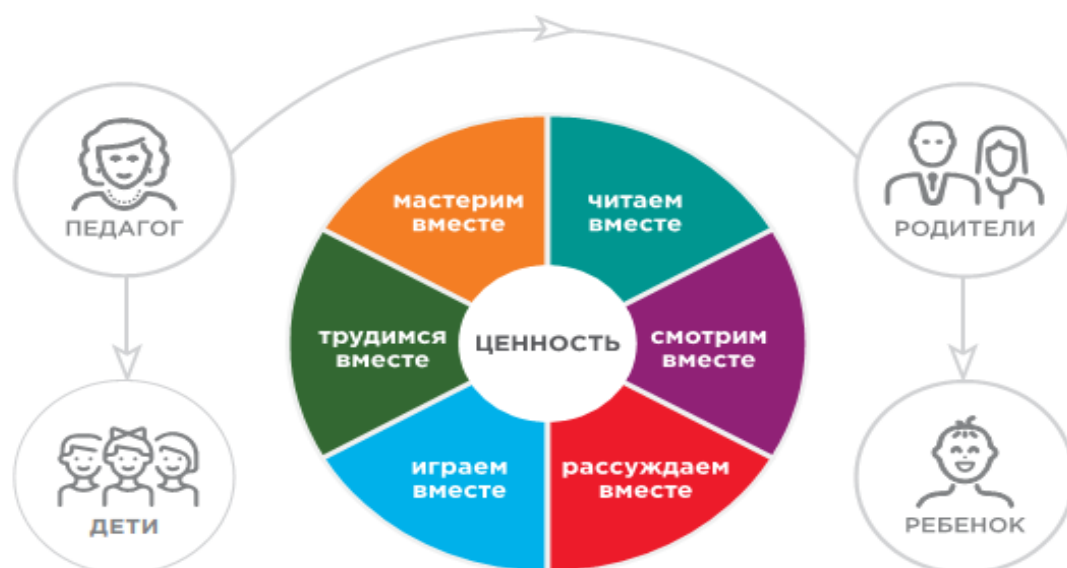 ПЕДАГОГ
РОДИТЕЛИ
мастерим
вместе
читаем
вместе
трудимся
вместе
ЦЕННОСТЬ
смотрим
вместе
играем
вместе
рассуждаем
вместе
ДЕТИ
РЕБЕНОК